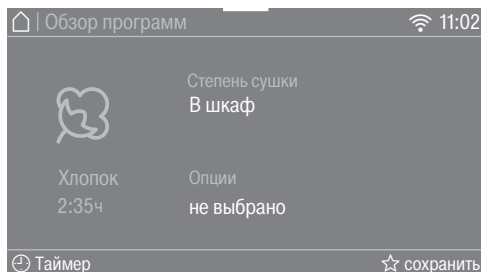 | Обзор программ 11:02
Степень сушки
В шкаф
Хлопок
2:35ч
Опции
не выбрано
Таймер
сохранить